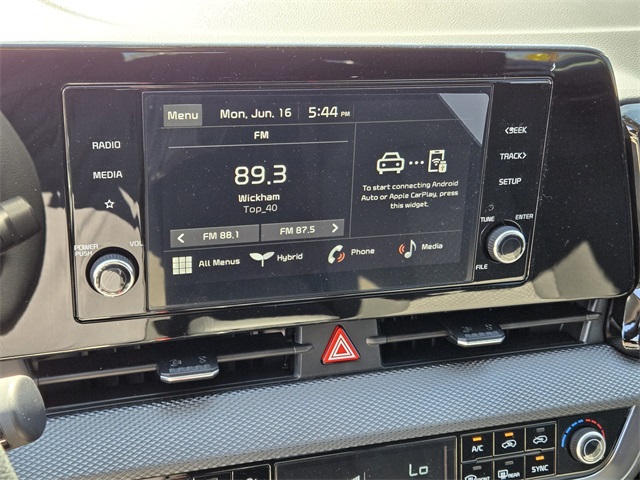 Menu
Mon, Jun. 16
5:44 PM
FM
89.3
Wickham
Top_40
To start connecting Android
Auto or Apple CarPlay, press
this widget.
< FM 88.1
FM 87.5 >
All Menus
Hybrid
Phone
Media
RADIO
MEDIA
☆
POWER
PUSH
VOL
<SEEK
TRACK>
SETUP
TUNE
ENTER
FILE
A/C
Lo
FRONT
REAR
SYNC